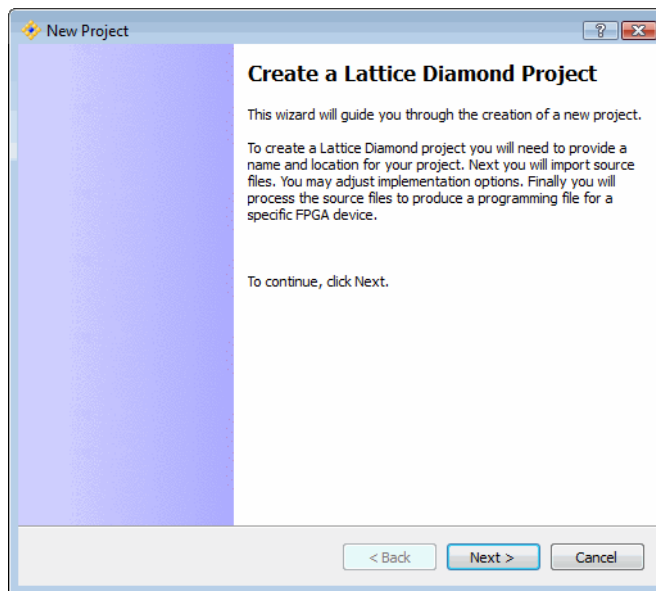 New Project
?
Create a Lattice Diamond Project
This wizard will guide you through the creation of a new project.
To create a Lattice Diamond project you will need to provide a
name and location for your project. Next you will import source
files. You may adjust implementation options. Finally you will
process the source files to produce a programming file for a
specific FPGA device.
To continue, click Next.
< Back
Next >
Cancel